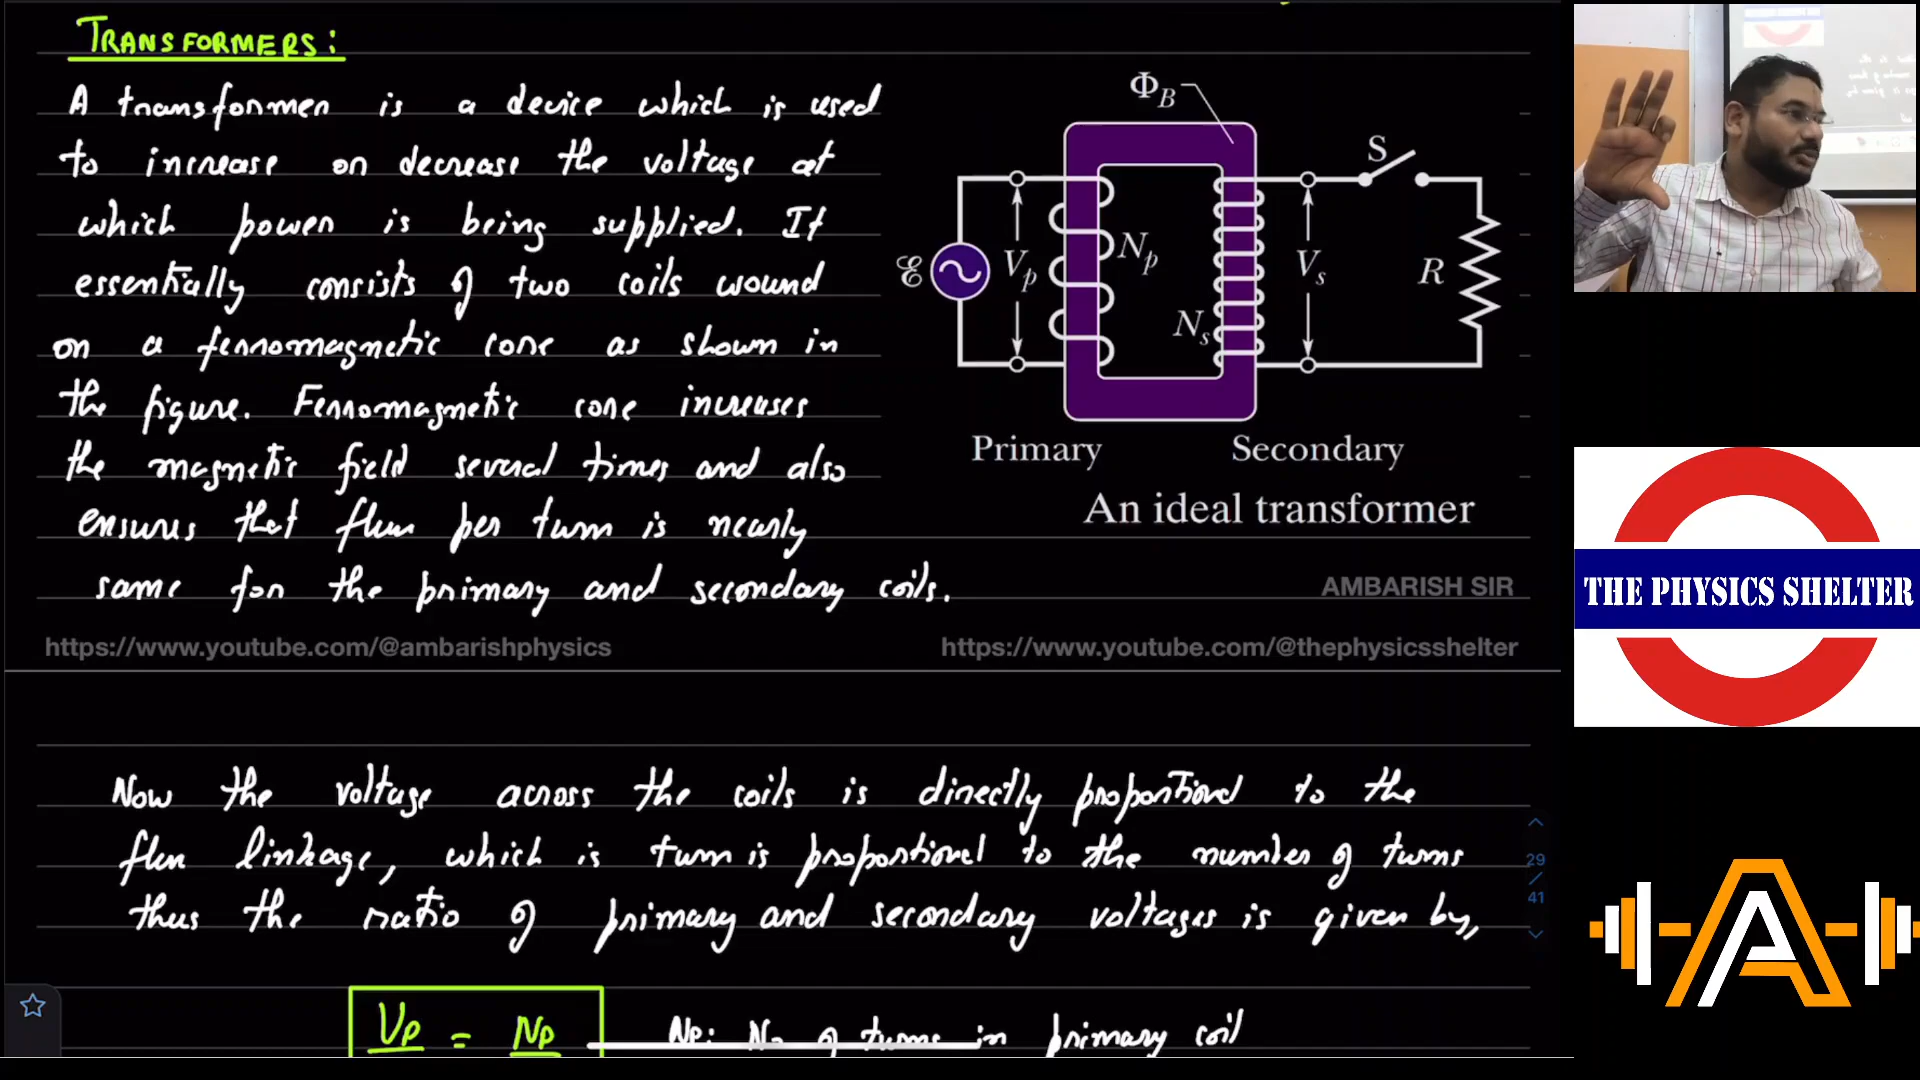 TRANSFORMERS:
A transformer is a device which is used
to increase or decrease the voltage at
which power is being supplied. It
essentially consists of two coils wound
on a ferromagnetic core as shown in
the figure. Ferromagnetic core increases
the magnetic field several times and also
ensures that flux per turn is nearly
same for the primary and secondary coils.
Φ_B
S
ℰ
V_p
N_p
N_s
V_s
R
Primary
Secondary
An ideal transformer
AMBARISH SIR
https://www.youtube.com/@ambarishphysics
https://www.youtube.com/@thephysicsshelter
Now the voltage across the coils is directly proportional to the
flux linkage, which is turn is proportional to the number of turns
thus the ratio of primary and secondary voltages is given by,
Vp = Np
Np: No of turns in primary coil
29
/
41
THE PHYSICS SHELTER
A